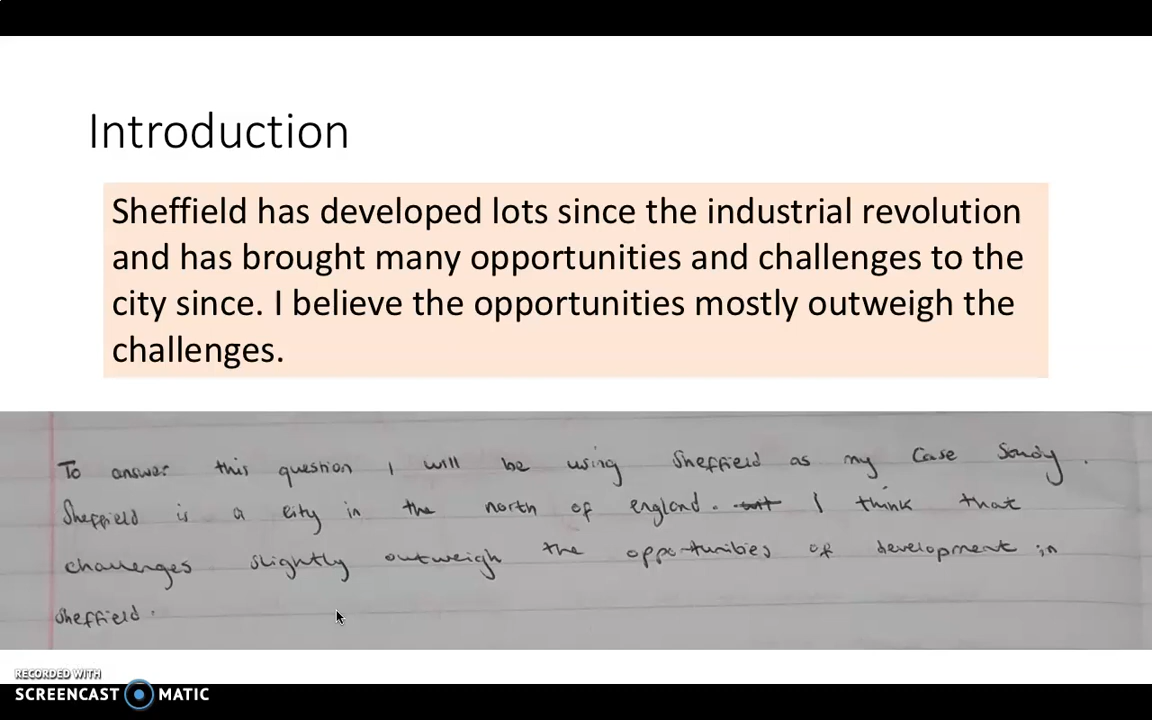 Introduction
Sheffield has developed lots since the industrial revolution
and has brought many opportunities and challenges to the
city since. I believe the opportunities mostly outweigh the
challenges.
To answer this question I will be using Sheffield as my Case Study.
Sheffield is a city in the north of england. I think that
challenges slightly outweigh the opportunities of development in
Sheffield.
RECORDED WITH
SCREENCAST MATIC